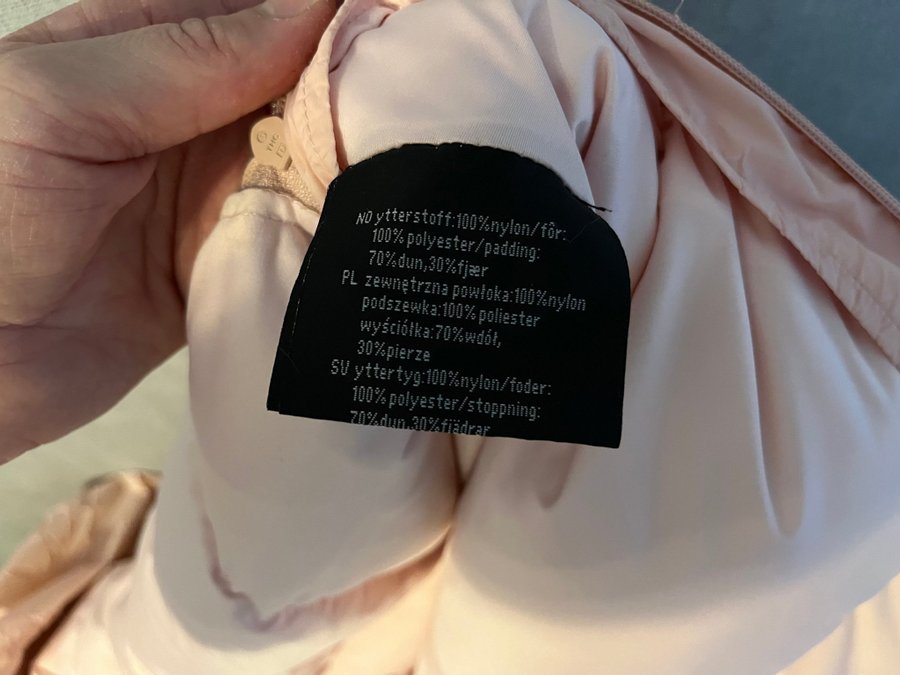 NO ytterstoff:100%nylon/fôr:
100% polyester/padding:
70%dun,30%fjær
PL zewnętrzna powłoka:100%nylon
podszewka:100% poliester
wyściółka:70%wdół,
30%pierze
SV yttertyg:100%nylon/foder:
100% polyester/stoppning:
70%dun,30%fjädrar